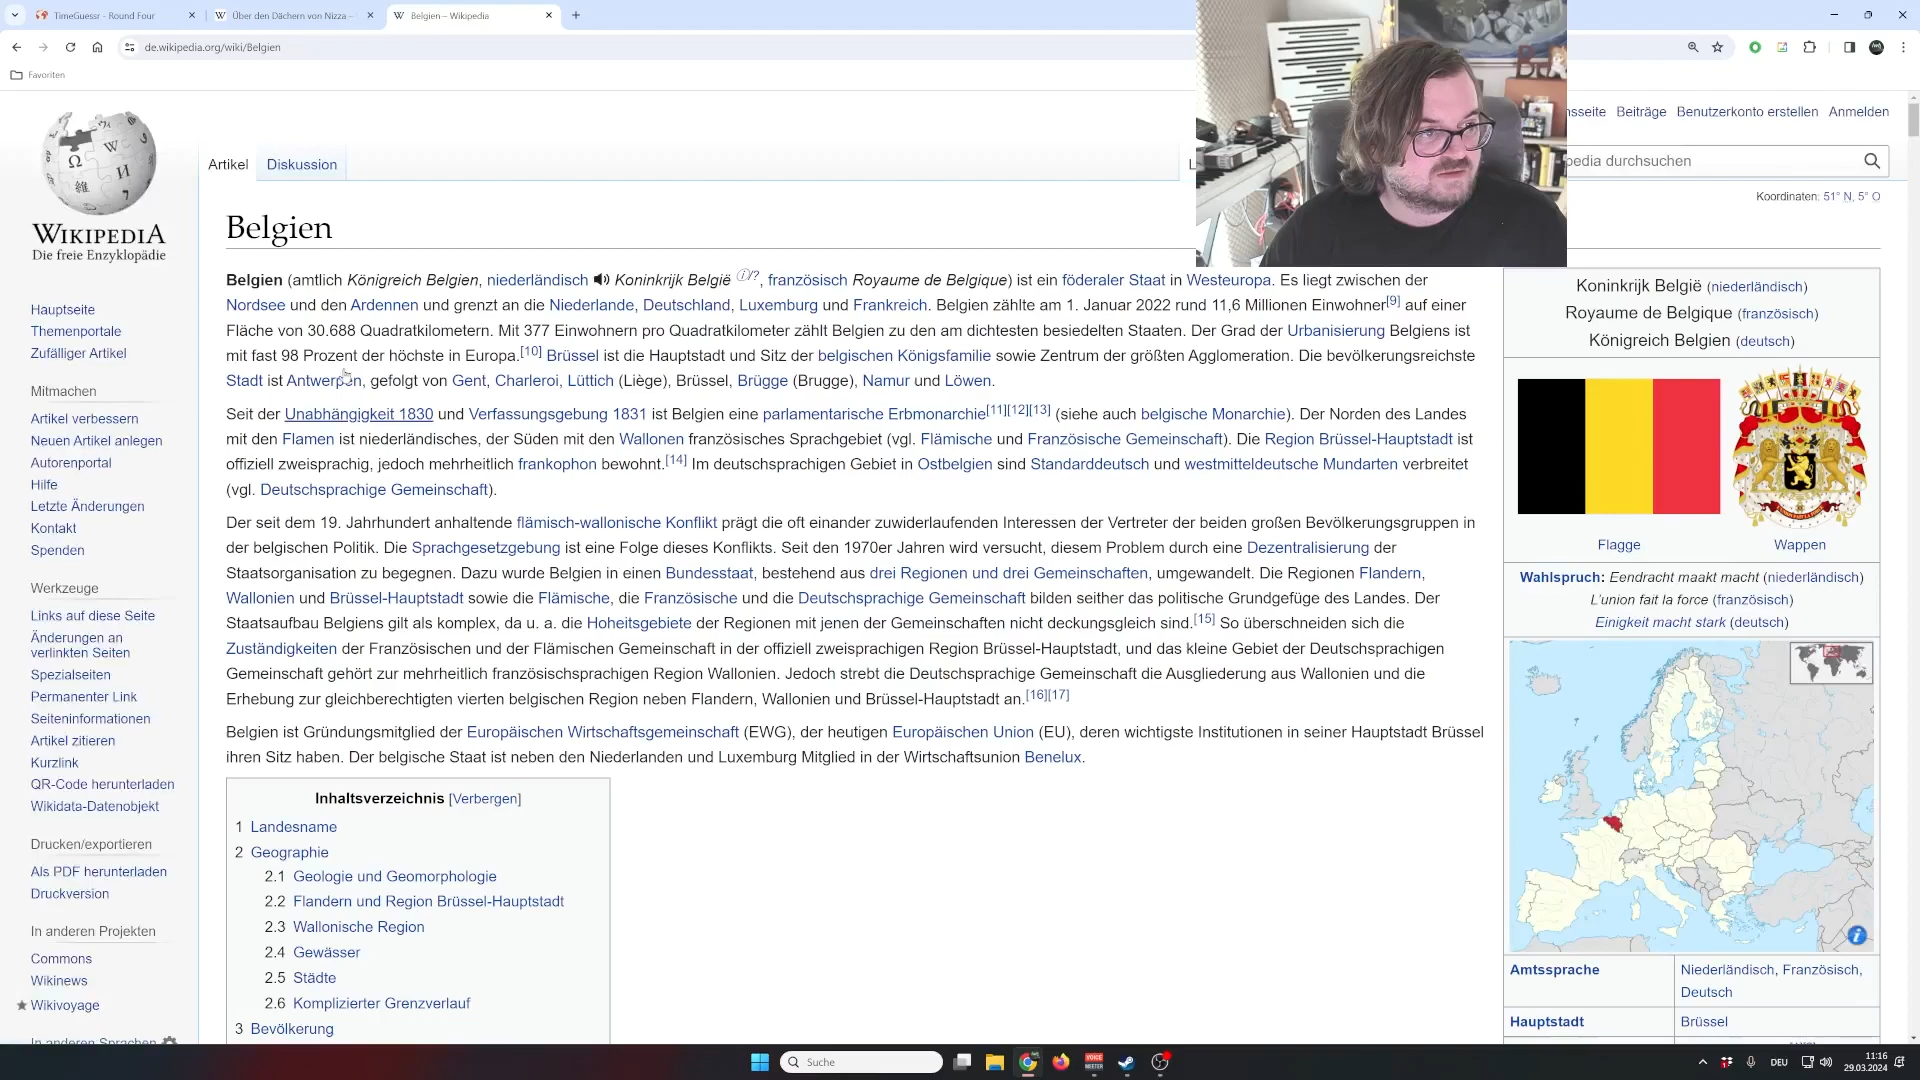 TimeGuessr - Round Four
Über den Dächern von Nizza –
Belgien – Wikipedia
de.wikipedia.org/wiki/Belgien
Favoriten
WIKIPEDIA
Die freie Enzyklopädie
Hauptseite
Themenportale
Zufälliger Artikel
Mitmachen
Artikel verbessern
Neuen Artikel anlegen
Autorenportal
Hilfe
Letzte Änderungen
Kontakt
Spenden
Werkzeuge
Links auf diese Seite
Änderungen an
verlinkten Seiten
Spezialseiten
Permanenter Link
Seiteninformationen
Artikel zitieren
Kurzlink
QR-Code herunterladen
Wikidata-Datenobjekt
Drucken/exportieren
Als PDF herunterladen
Druckversion
In anderen Projekten
Commons
Wikinews
Wikivoyage
In anderen Sprachen
Beiträge Benutzerkonto erstellen Anmelden
Artikel Diskussion
durchsuchen
Koordinaten: 51° N, 5° O
Belgien
Belgien (amtlich Königreich Belgien, niederländisch Koninkrijk België ⓘ/?, französisch Royaume de Belgique) ist ein föderaler Staat in Westeuropa. Es liegt zwischen der
Nordsee und den Ardennen und grenzt an die Niederlande, Deutschland, Luxemburg und Frankreich. Belgien zählte am 1. Januar 2022 rund 11,6 Millionen Einwohner[9] auf einer
Fläche von 30.688 Quadratkilometern. Mit 377 Einwohnern pro Quadratkilometer zählt Belgien zu den am dichtesten besiedelten Staaten. Der Grad der Urbanisierung Belgiens ist
mit fast 98 Prozent der höchste in Europa.[10] Brüssel ist die Hauptstadt und Sitz der belgischen Königsfamilie sowie Zentrum der größten Agglomeration. Die bevölkerungsreichste
Stadt ist Antwerpen, gefolgt von Gent, Charleroi, Lüttich (Liège), Brüssel, Brügge (Brugge), Namur und Löwen.
Seit der Unabhängigkeit 1830 und Verfassungsgebung 1831 ist Belgien eine parlamentarische Erbmonarchie[11][12][13] (siehe auch belgische Monarchie). Der Norden des Landes
mit den Flamen ist niederländisches, der Süden mit den Wallonen französisches Sprachgebiet (vgl. Flämische und Französische Gemeinschaft). Die Region Brüssel-Hauptstadt ist
offiziell zweisprachig, jedoch mehrheitlich frankophon bewohnt.[14] Im deutschsprachigen Gebiet in Ostbelgien sind Standarddeutsch und westmitteldeutsche Mundarten verbreitet
(vgl. Deutschsprachige Gemeinschaft).
Der seit dem 19. Jahrhundert anhaltende flämisch-wallonische Konflikt prägt die oft einander zuwiderlaufenden Interessen der Vertreter der beiden großen Bevölkerungsgruppen in
der belgischen Politik. Die Sprachgesetzgebung ist eine Folge dieses Konflikts. Seit den 1970er Jahren wird versucht, diesem Problem durch eine Dezentralisierung der
Staatsorganisation zu begegnen. Dazu wurde Belgien in einen Bundesstaat, bestehend aus drei Regionen und drei Gemeinschaften, umgewandelt. Die Regionen Flandern,
Wallonien und Brüssel-Hauptstadt sowie die Flämische, die Französische und die Deutschsprachige Gemeinschaft bilden seither das politische Grundgefüge des Landes. Der
Staatsaufbau Belgiens gilt als komplex, da u. a. die Hoheitsgebiete der Regionen mit jenen der Gemeinschaften nicht deckungsgleich sind.[15] So überschneiden sich die
Zuständigkeiten der Französischen und der Flämischen Gemeinschaft in der offiziell zweisprachigen Region Brüssel-Hauptstadt, und das kleine Gebiet der Deutschsprachigen
Gemeinschaft gehört zur mehrheitlich französischsprachigen Region Wallonien. Jedoch strebt die Deutschsprachige Gemeinschaft die Ausgliederung aus Wallonien und die
Erhebung zur gleichberechtigten vierten belgischen Region neben Flandern, Wallonien und Brüssel-Hauptstadt an.[16][17]
Belgien ist Gründungsmitglied der Europäischen Wirtschaftsgemeinschaft (EWG), der heutigen Europäischen Union (EU), deren wichtigste Institutionen in seiner Hauptstadt Brüssel
ihren Sitz haben. Der belgische Staat ist neben den Niederlanden und Luxemburg Mitglied in der Wirtschaftsunion Benelux.
Inhaltsverzeichnis [Verbergen]
1 Landesname
2 Geographie
2.1 Geologie und Geomorphologie
2.2 Flandern und Region Brüssel-Hauptstadt
2.3 Wallonische Region
2.4 Gewässer
2.5 Städte
2.6 Komplizierter Grenzverlauf
3 Bevölkerung
Koninkrijk België (niederländisch)
Royaume de Belgique (französisch)
Königreich Belgien (deutsch)
Flagge Wappen
Wahlspruch: Eendracht maakt macht (niederländisch)
L'union fait la force (französisch)
Einigkeit macht stark (deutsch)
Amtssprache Niederländisch, Französisch,
Deutsch
Hauptstadt Brüssel
Suche
VOICE
MEETER
DEU
11:16
29.03.2024